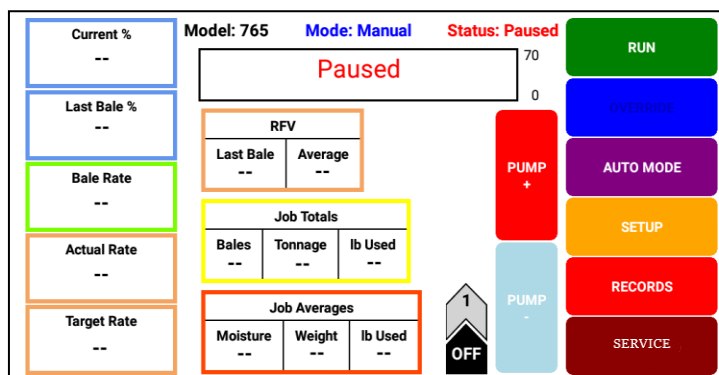 Current %
--
Last Bale %
--
Bale Rate
--
Actual Rate
--
Target Rate
--
Model: 765 Mode: Manual Status: Paused
Paused
70
0
RFV
Last Bale Average
-- --
Job Totals
Bales Tonnage lb Used
-- -- --
Job Averages
Moisture Weight lb Used
-- -- --
1
OFF
PUMP
+
PUMP
-
RUN
OVERRIDE
AUTO MODE
SETUP
RECORDS
SERVICE